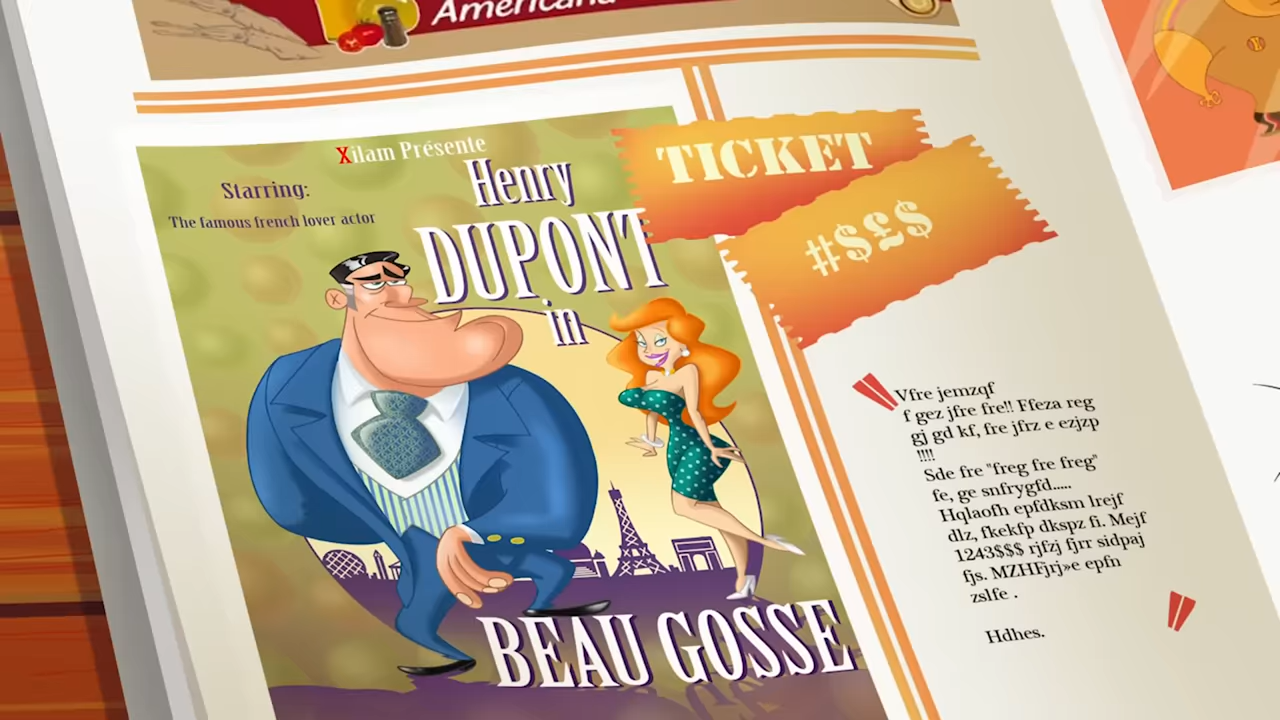 Americana
Xilam Présente
Starring:
The famous french lover actor
Henry
DUPONT
in
BEAU GOSSE
TICKET
#$£$
Vfre jemzqf
f gez jfre fre!! Ffeza reg
gj gd kf, fre jfrz e ezjzp
!!!!
Sde fre "freg fre freg"
fe, ge snfrygfd.....
Hqlaofh epfdksm lrejf
dlz, fkekfp dkspz fi. Mejf
1243$$$ rjfzj fjrr sidpaj
fjs. MZHFjrj»e epfn
zslfe .
Hdhes.